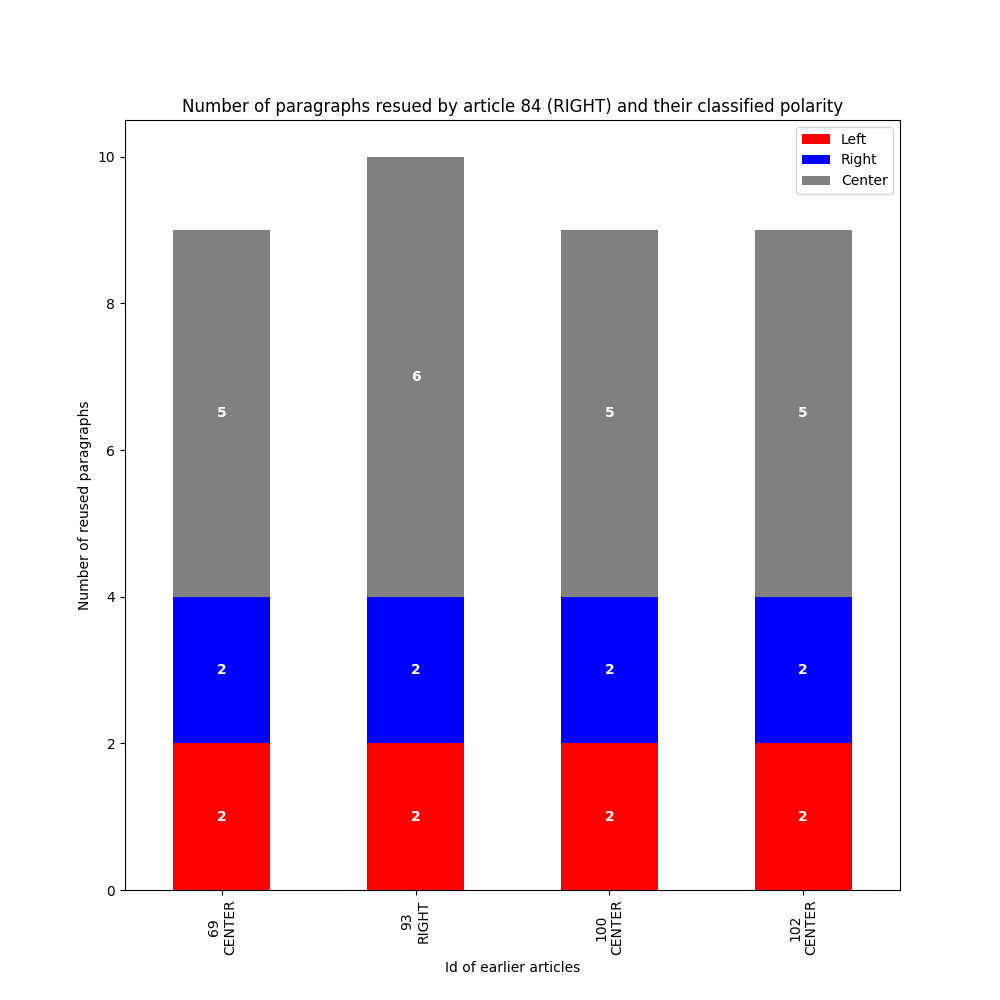 Number of paragraphs resued by article 84 (RIGHT) and their classified polarity
Left
Right
Center
10
8
6
4
2
0
Number of reused paragraphs
5
6
5
5
2
2
2
2
2
2
2
2
69
CENTER
93
RIGHT
100
CENTER
102
CENTER
Id of earlier articles